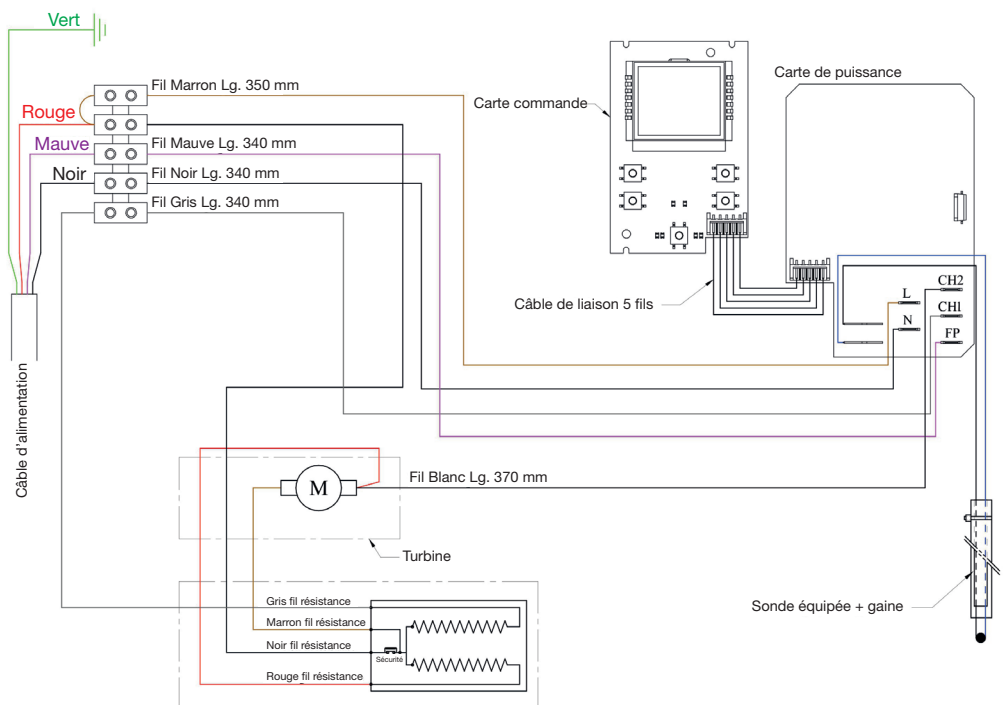 Vert
Fil Marron Lg. 350 mm
Rouge
Mauve
Fil Mauve Lg. 340 mm
Noir
Fil Noir Lg. 340 mm
Fil Gris Lg. 340 mm
Câble d'alimentation
Carte commande
Carte de puissance
Câble de liaison 5 fils
L
N
CH2
CH1
FP
M
Fil Blanc Lg. 370 mm
Turbine
Gris fil résistance
Marron fil résistance
Noir fil résistance
Sécurité
Rouge fil résistance
Sonde équipée + gaine